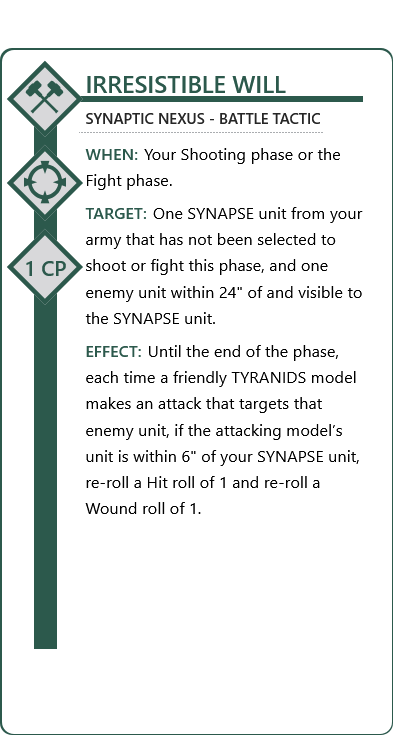 IRRESISTIBLE WILL
SYNAPTIC NEXUS - BATTLE TACTIC
WHEN: Your Shooting phase or the
Fight phase.
TARGET: One SYNAPSE unit from your
army that has not been selected to
shoot or fight this phase, and one
enemy unit within 24" of and visible to
the SYNAPSE unit.
1 CP
EFFECT: Until the end of the phase,
each time a friendly TYRANIDS model
makes an attack that targets that
enemy unit, if the attacking model’s
unit is within 6" of your SYNAPSE unit,
re-roll a Hit roll of 1 and re-roll a
Wound roll of 1.